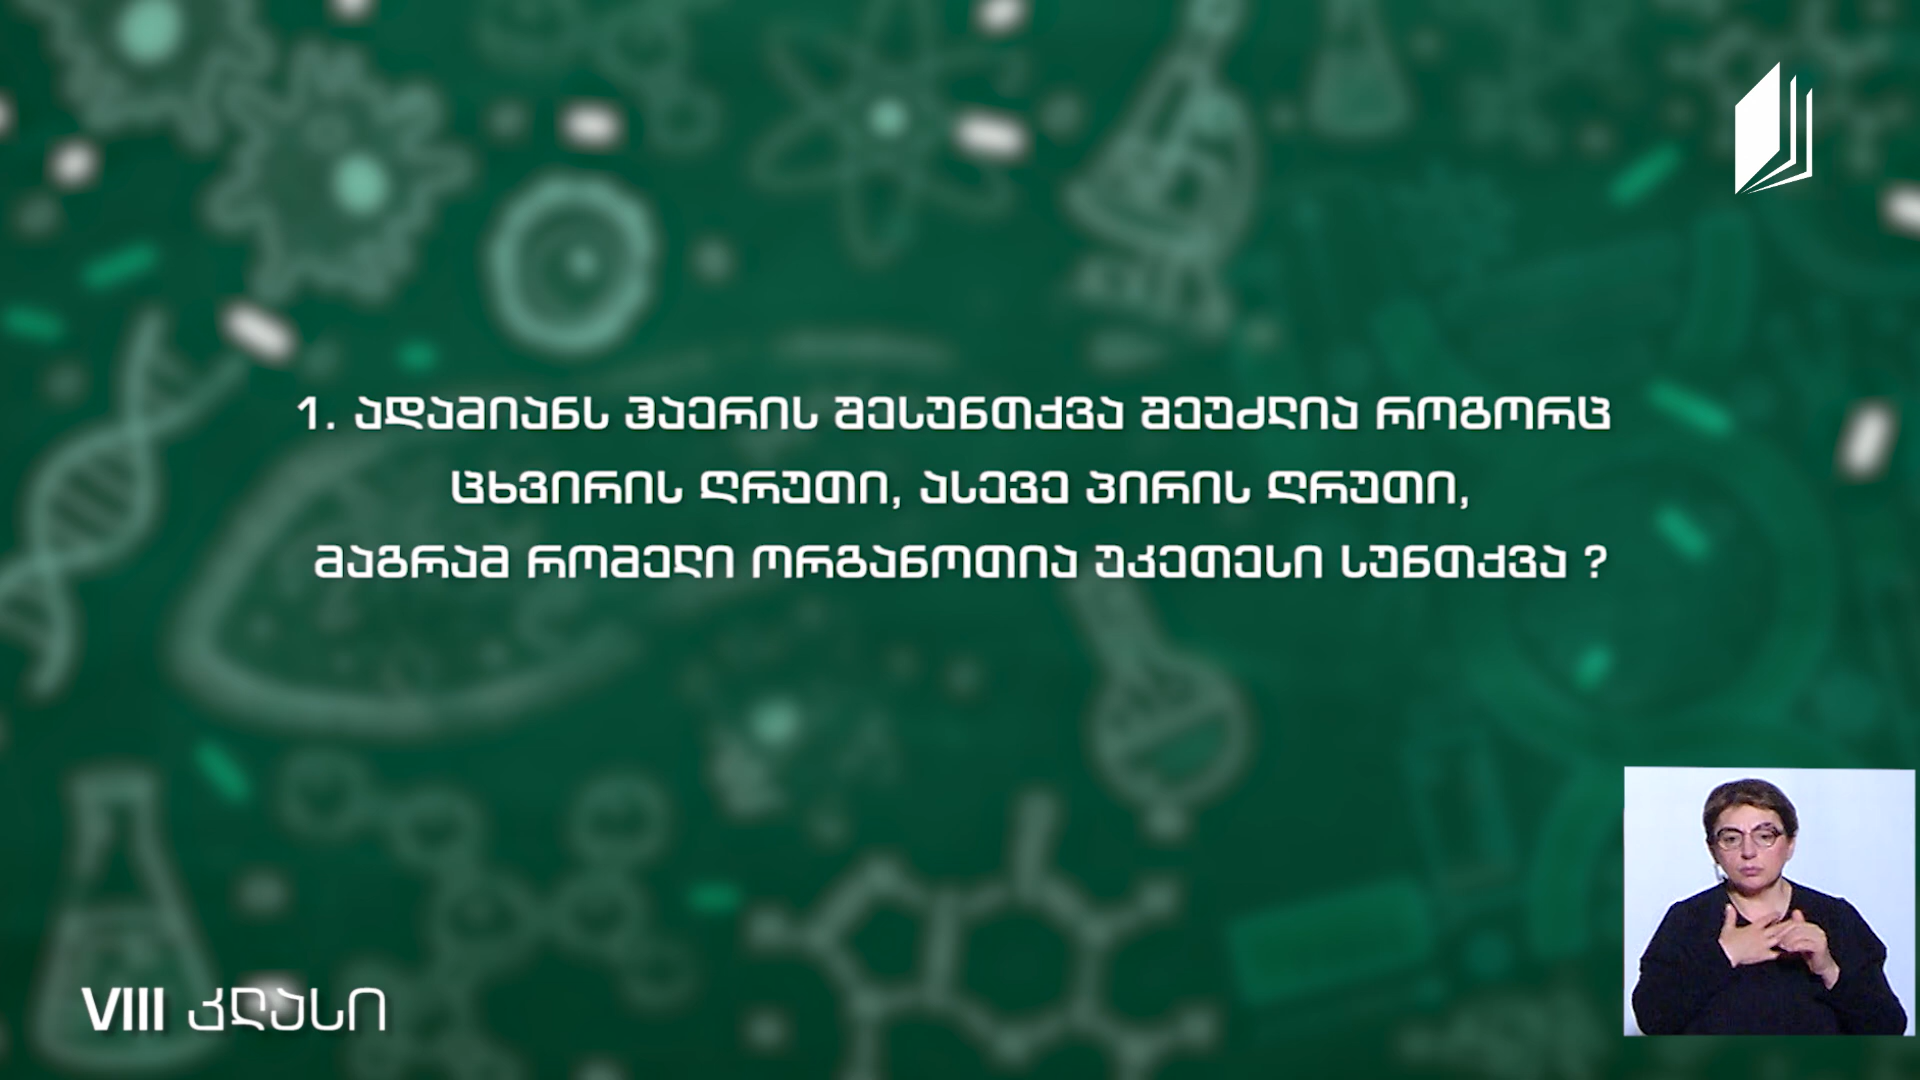 1. ადამიანს ჰაერის შესუნთქვა შეუძლია როგორც
ცხვირის ღრუთი, ასევე პირის ღრუთი,
მაგრამ რომელი ორგანოთია უკეთესი სუნთქვა ?
VIII კლასი